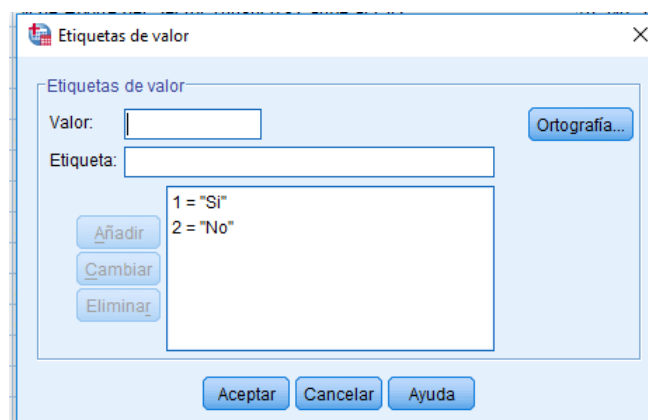 Etiquetas de valor
Etiquetas de valor
Valor:
Ortografía...
Etiqueta:
1 = "Si"
2 = "No"
Añadir
Cambiar
Eliminar
Aceptar Cancelar Ayuda